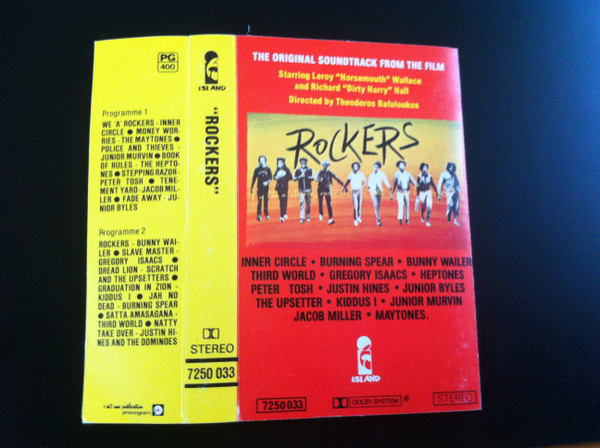 PG
400
Programme 1
WE 'A' ROCKERS - INNER
CIRCLE ● MONEY WOR-
RIES - THE MAYTONES ●
POLICE AND THIEVES -
JUNIOR MURVIN ● BOOK
OF RULES - THE HEPTO-
NES ● STEPPING RAZOR-
PETER TOSH ● TENE-
MENT YARD - JACOB MIL-
LER ● FADE AWAY - JU-
NIOR BYLES
Programme 2
ROCKERS - BUNNY WAI-
LER ● SLAVE MASTER -
GREGORY ISAACS ●
DREAD LION - SCRATCH
AND THE UPSETTERS ●
GRADUATION IN ZION -
KIDDUS I ● JAH NO
DEAD - BURNING SPEAR
● SATTA AMASAGANA -
THIRD WORLD ● NATTY
TAKE OVER - JUSTIN HI-
NES AND THE DOMINOES
phonogram
ISLAND
"ROCKERS"
STEREO
7250 033
THE ORIGINAL SOUNDTRACK FROM THE FILM
Starring Leroy "Horsemouth" Wallace
and Richard "Dirty Harry" Hall
Directed by Theodoros Bafaloukos
ROCKERS
INNER CIRCLE • BURNING SPEAR • BUNNY WAILER
THIRD WORLD • GREGORY ISAACS • HEPTONES
PETER TOSH • JUSTIN HINES • JUNIOR BYLES
THE UPSETTER • KIDDUS I • JUNIOR MURVIN
JACOB MILLER • MAYTONES.
ISLAND
7250 033
DOLBY SYSTEM ®
STEREO